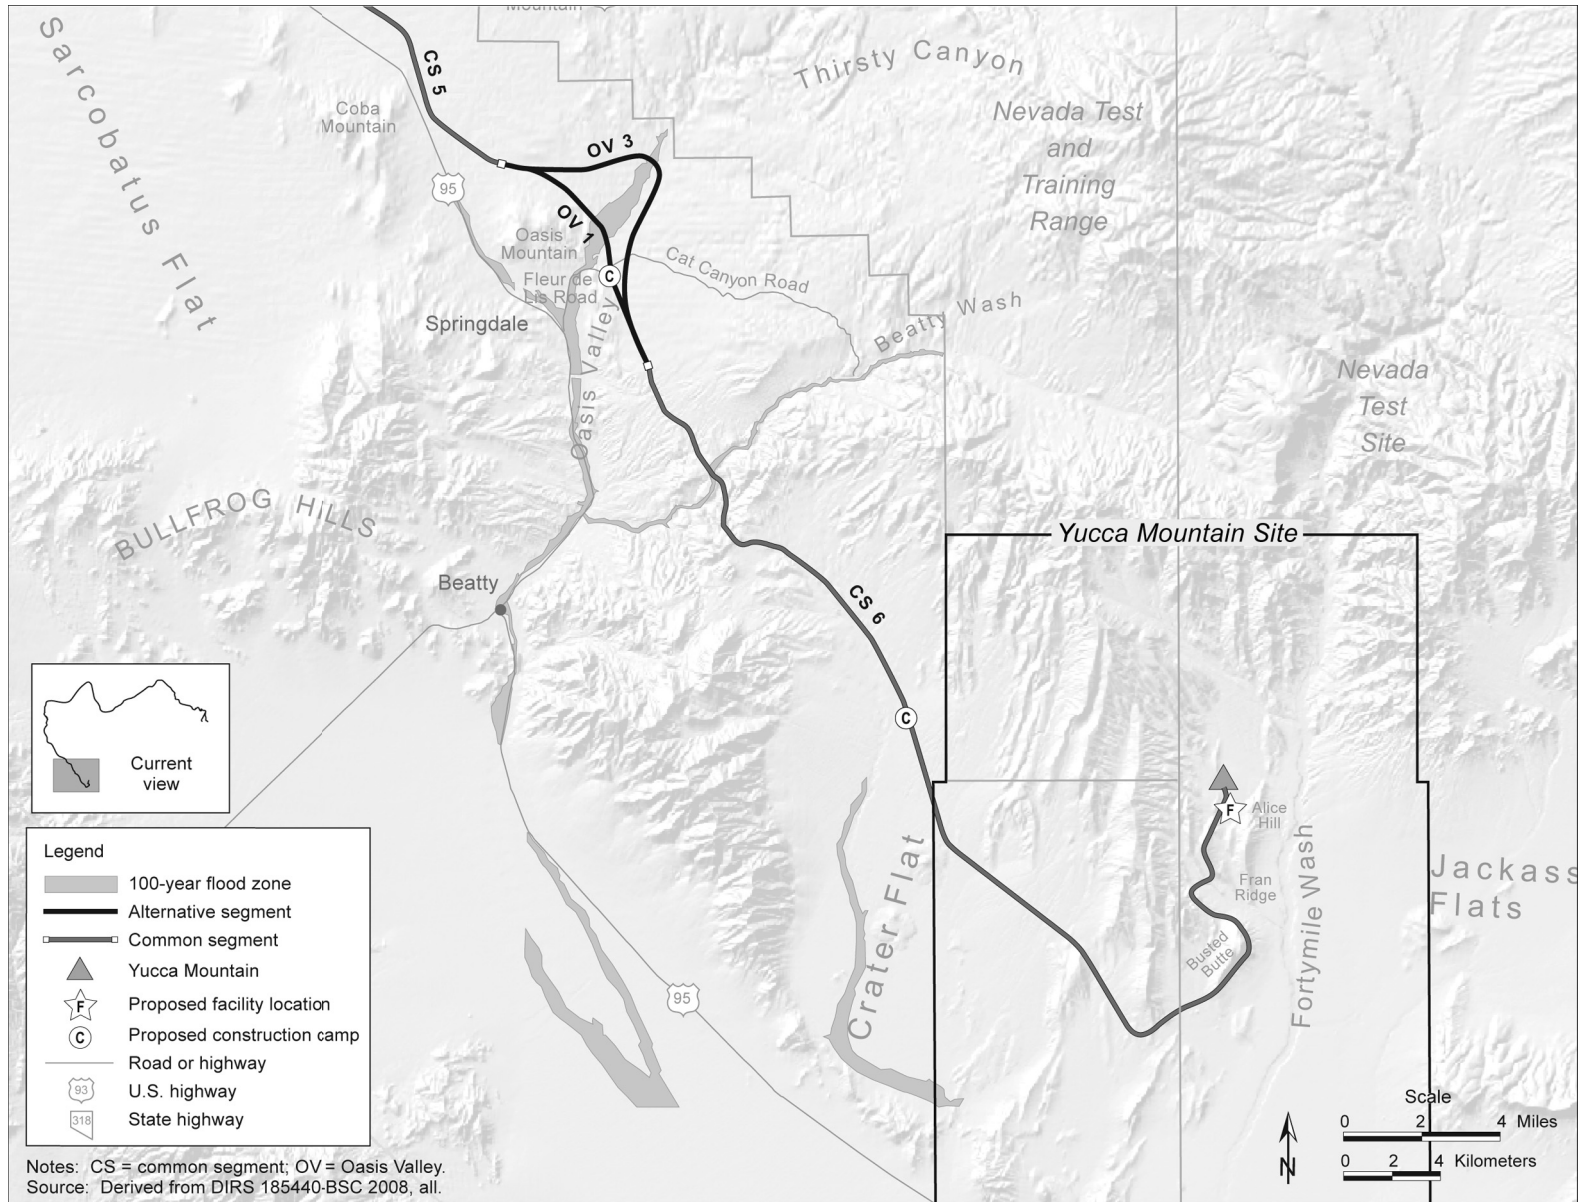 Mountain
Sarcobatus Flat
CS 5
Thirsty Canyon
Coba
Mountain
Nevada Test
and
Training
Range
OV 3
95
OV 1
Oasis
Mountain
Cat Canyon Road
Fleur de
Lis Road
C
Beatty Wash
Springdale
Oasis Valley
Nevada
Test
Site
BULLFROG HILLS
Yucca Mountain Site
Beatty
CS 6
C
Current
view
F
Alice
Hill
Fran
Ridge
Fortymile Wash
Jackass
Flats
Crater Flat
Busted
Butte
95
Legend
100-year flood zone
Alternative segment
Common segment
Yucca Mountain
F
Proposed facility location
C
Proposed construction camp
Road or highway
93
U.S. highway
318
State highway
Scale
0 2 4 Miles
0 2 4 Kilometers
N
Notes: CS = common segment; OV = Oasis Valley.
Source: Derived from DIRS 185440-BSC 2008, all.